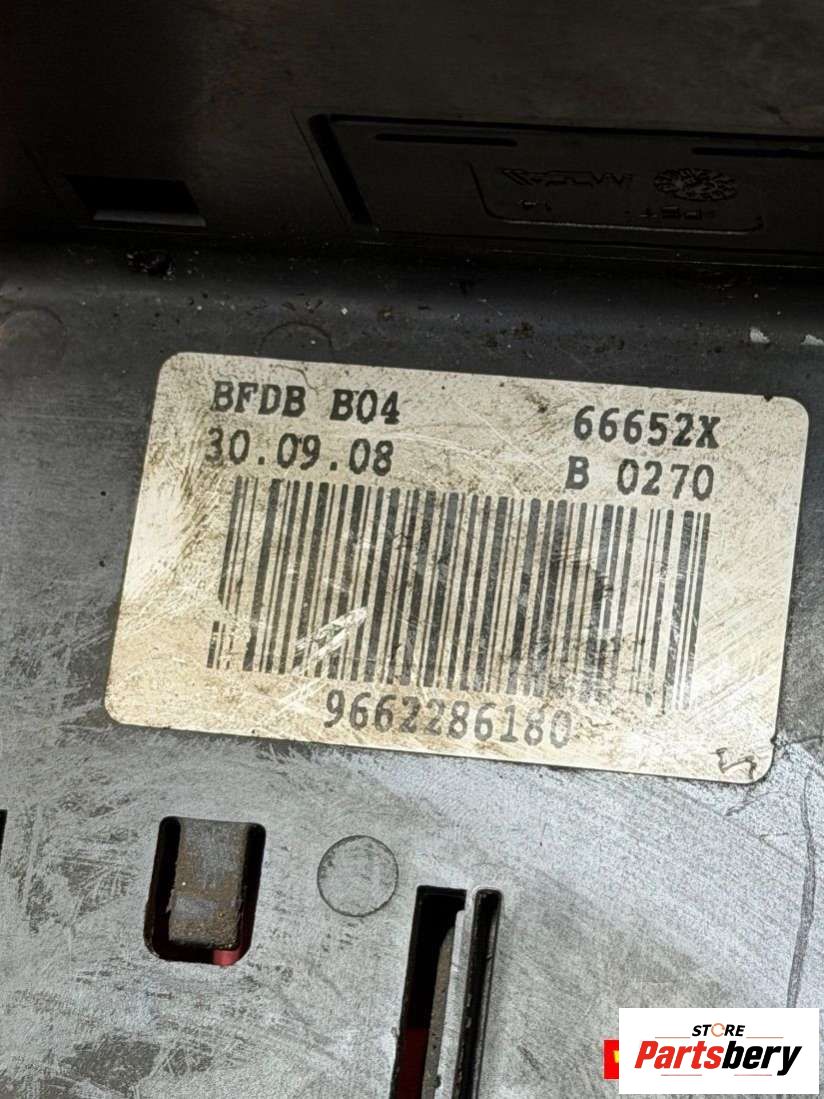 BFDB B04 66652X
30.09.08 B 0270
9662286180
STORE
Partsbery